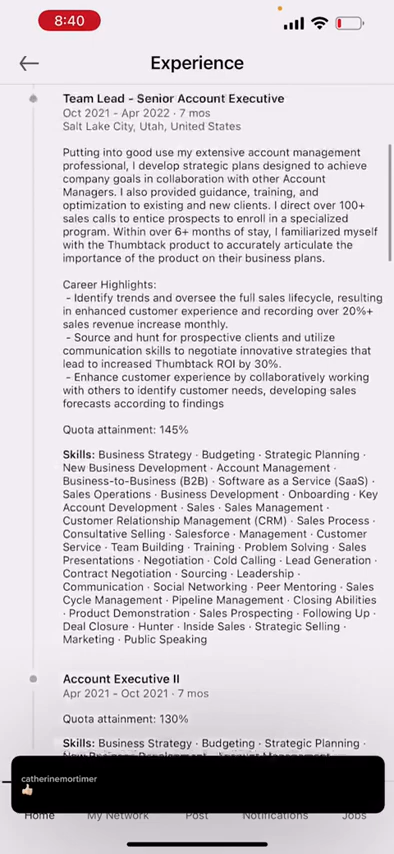 8:40
Experience
Team Lead - Senior Account Executive
Oct 2021 - Apr 2022 · 7 mos
Salt Lake City, Utah, United States
Putting into good use my extensive account management
professional, I develop strategic plans designed to achieve
company goals in collaboration with other Account
Managers. I also provided guidance, training, and
optimization to existing and new clients. I direct over 100+
sales calls to entice prospects to enroll in a specialized
program. Within over 6+ months of stay, I familiarized myself
with the Thumbtack product to accurately articulate the
importance of the product on their business plans.
Career Highlights:
- Identify trends and oversee the full sales lifecycle, resulting
in enhanced customer experience and recording over 20%+
sales revenue increase monthly.
- Source and hunt for prospective clients and utilize
communication skills to negotiate innovative strategies that
lead to increased Thumbtack ROI by 30%.
- Enhance customer experience by collaboratively working
with others to identify customer needs, developing sales
forecasts according to findings
Quota attainment: 145%
Skills: Business Strategy · Budgeting · Strategic Planning ·
New Business Development · Account Management ·
Business-to-Business (B2B) · Software as a Service (SaaS) ·
Sales Operations · Business Development · Onboarding · Key
Account Development · Sales · Sales Management ·
Customer Relationship Management (CRM) · Sales Process ·
Consultative Selling · Salesforce · Management · Customer
Service · Team Building · Training · Problem Solving · Sales
Presentations · Negotiation · Cold Calling · Lead Generation ·
Contract Negotiation · Sourcing · Leadership ·
Communication · Social Networking · Peer Mentoring · Sales
Cycle Management · Pipeline Management · Closing Abilities
· Product Demonstration · Sales Prospecting · Following Up ·
Deal Closure · Hunter · Inside Sales · Strategic Selling ·
Marketing · Public Speaking
Account Executive II
Apr 2021 - Oct 2021 · 7 mos
Quota attainment: 130%
Skills: Business Strategy · Budgeting · Strategic Planning ·
catherinemortimer
👍🏻
Home My Network Post Notifications Jobs